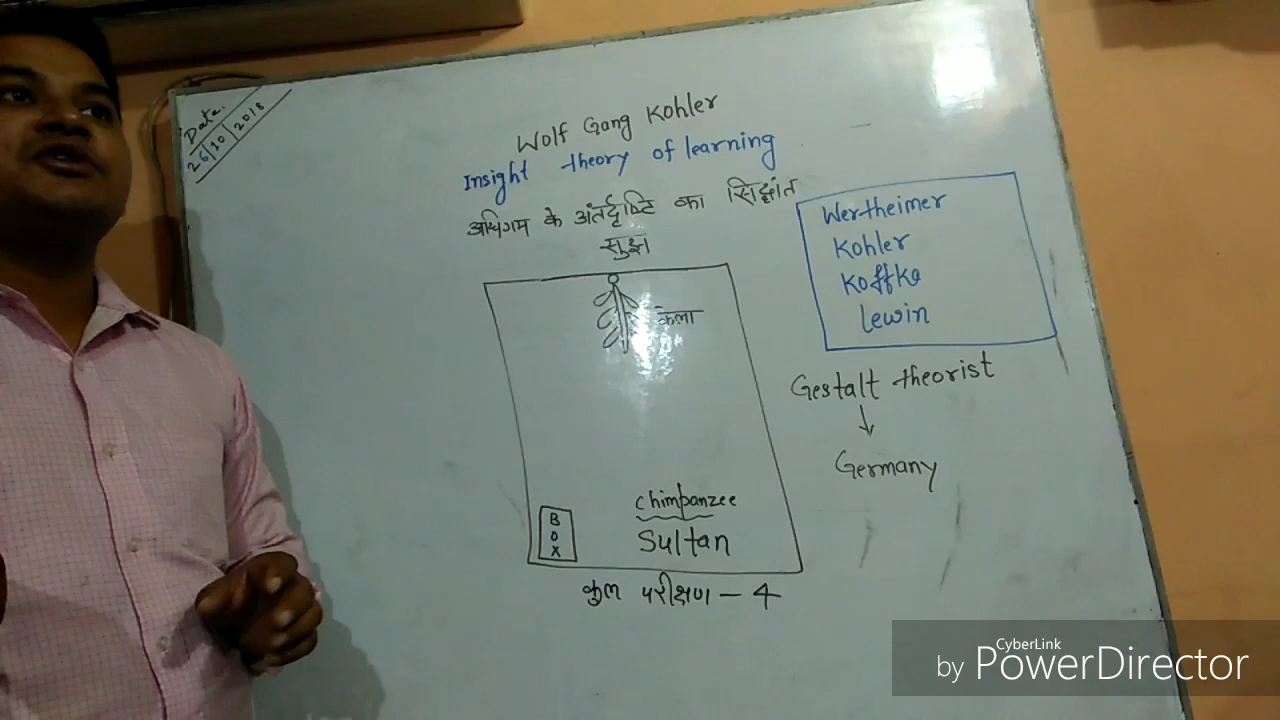 Date.
26/10/2018
Wolf Gang Kohler
Insight theory of learning
अधिगम के अंतर्दृष्टि का सिद्धांत
सुझ
केला
BOX
Chimpanzee
Sultan
कुल परीक्षण - 4
Wertheimer
Kohler
Koffka
Lewin
Gestalt theorist
Germany
CyberLink
by PowerDirector